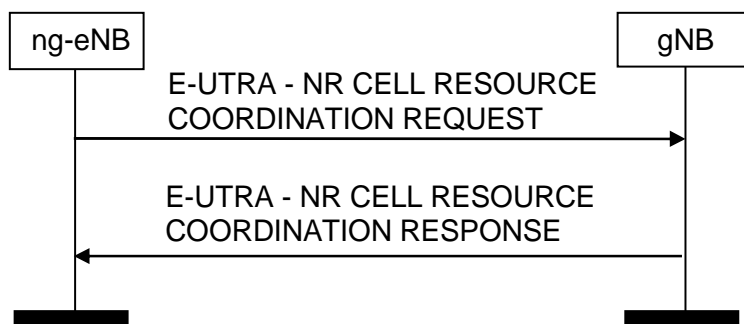 ng-eNB
gNB
E-UTRA - NR CELL RESOURCE
COORDINATION REQUEST
E-UTRA - NR CELL RESOURCE
COORDINATION RESPONSE